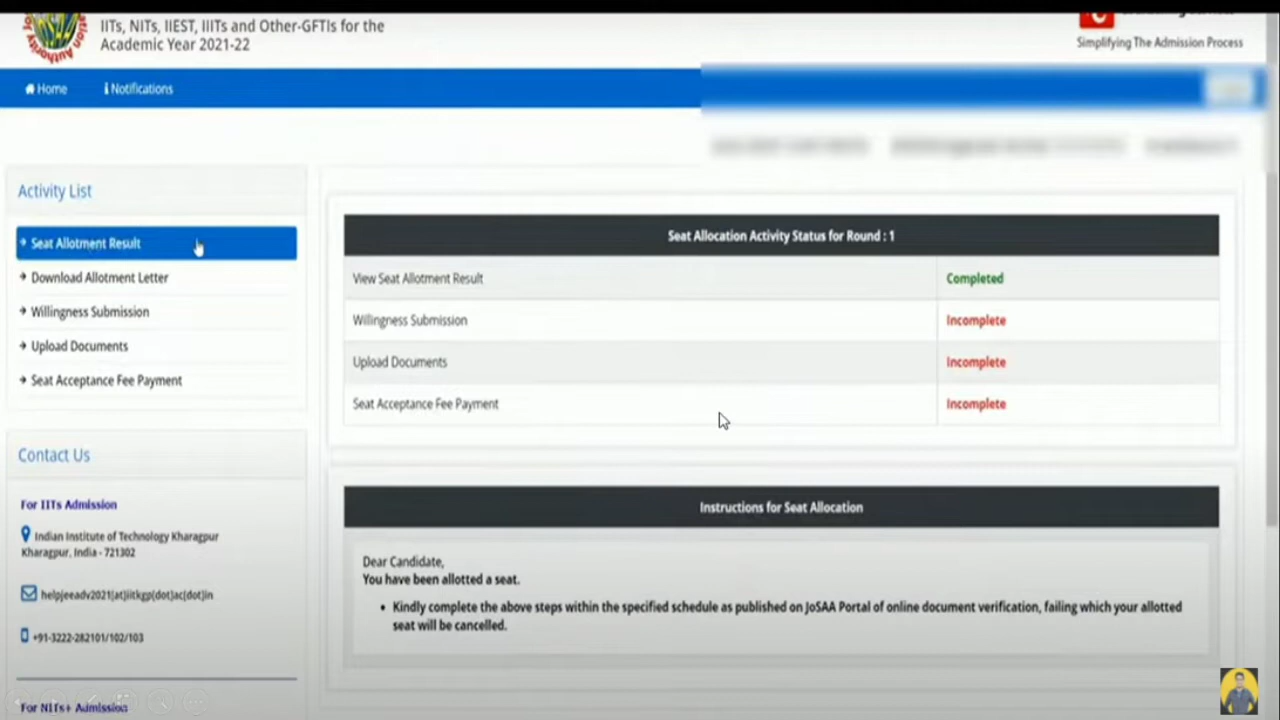 IITs, NITs, IIEST, IIITs and Other-GFTIs for the
Academic Year 2021-22
Simplifying The Admission Process
Home
Notifications
Activity List
Seat Allotment Result
Download Allotment Letter
Willingness Submission
Upload Documents
Seat Acceptance Fee Payment
Contact Us
For IITs Admission
Indian Institute of Technology Kharagpur
Kharagpur, India - 721302
helpjeeadv2021[at]iitkgp[dot]ac[dot]in
+91-3222-282101/102/103
For NITs+ Admission
Seat Allocation Activity Status for Round : 1
View Seat Allotment Result Completed
Willingness Submission Incomplete
Upload Documents Incomplete
Seat Acceptance Fee Payment Incomplete
Instructions for Seat Allocation
Dear Candidate,
You have been allotted a seat.
• Kindly complete the above steps within the specified schedule as published on JoSAA Portal of online document verification, failing which your allotted
seat will be cancelled.